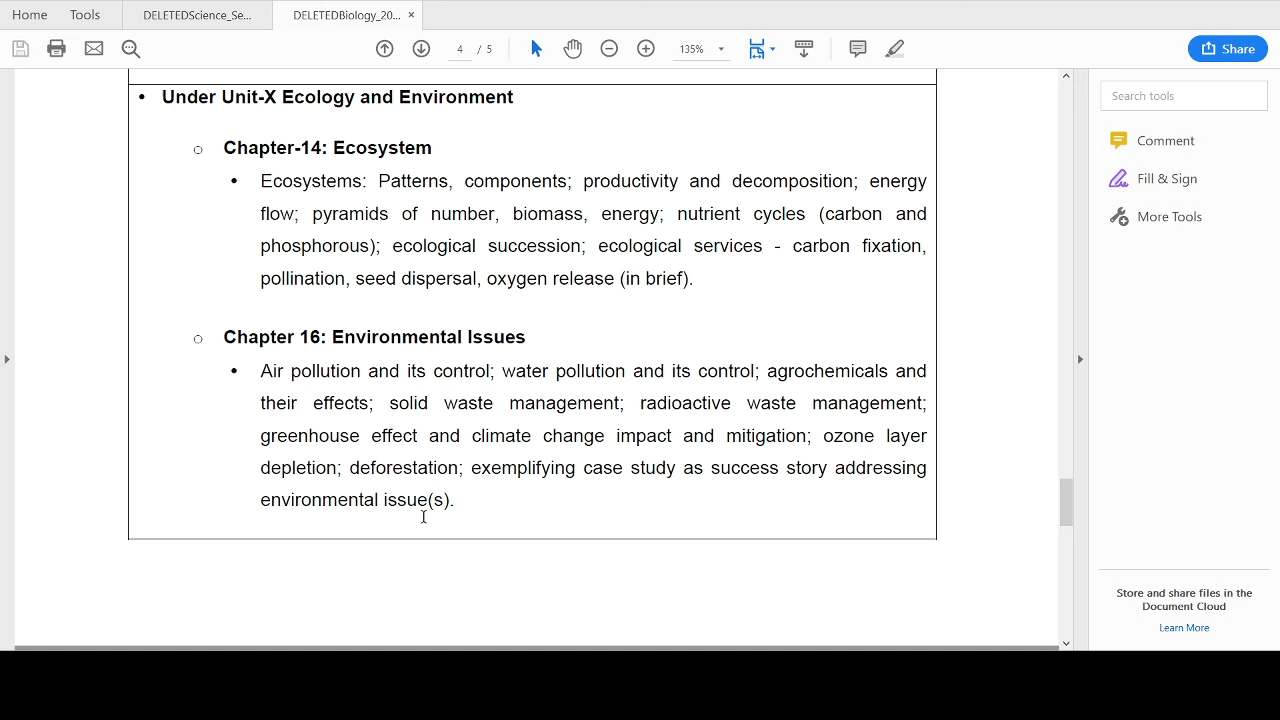 Home Tools DELETEDScience_Se... DELETEDBiology_20... ×
4 / 5 135% Share
• Under Unit-X Ecology and Environment
Search tools
○ Chapter-14: Ecosystem
Comment
• Ecosystems: Patterns, components; productivity and decomposition; energy
Fill & Sign
flow; pyramids of number, biomass, energy; nutrient cycles (carbon and
More Tools
phosphorous); ecological succession; ecological services - carbon fixation,
pollination, seed dispersal, oxygen release (in brief).
○ Chapter 16: Environmental Issues
• Air pollution and its control; water pollution and its control; agrochemicals and
their effects; solid waste management; radioactive waste management;
greenhouse effect and climate change impact and mitigation; ozone layer
depletion; deforestation; exemplifying case study as success story addressing
environmental issue(s).
Store and share files in the
Document Cloud
Learn More